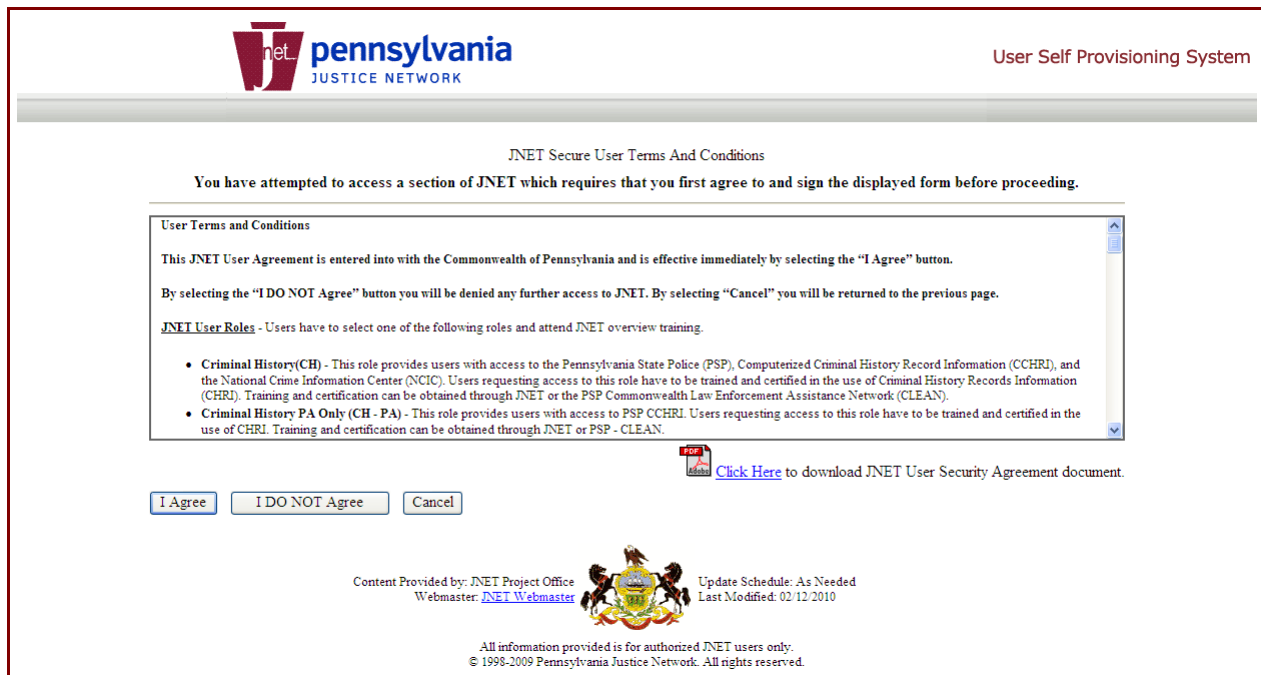 Jnet
pennsylvania
JUSTICE NETWORK
User Self Provisioning System
JNET Secure User Terms And Conditions
You have attempted to access a section of JNET which requires that you first agree to and sign the displayed form before proceeding.
User Terms and Conditions
This JNET User Agreement is entered into with the Commonwealth of Pennsylvania and is effective immediately by selecting the “I Agree” button.
By selecting the “I DO NOT Agree” button you will be denied any further access to JNET. By selecting “Cancel” you will be returned to the previous page.
JNET User Roles - Users have to select one of the following roles and attend JNET overview training.
• Criminal History(CH) - This role provides users with access to the Pennsylvania State Police (PSP), Computerized Criminal History Record Information (CCHRI), and
the National Crime Information Center (NCIC). Users requesting access to this role have to be trained and certified in the use of Criminal History Records Information
(CHRI). Training and certification can be obtained through JNET or the PSP Commonwealth Law Enforcement Assistance Network (CLEAN).
• Criminal History PA Only (CH - PA) - This role provides users with access to PSP CCHRI. Users requesting access to this role have to be trained and certified in the
use of CHRI. Training and certification can be obtained through JNET or PSP - CLEAN.
PDF
Adobe
Click Here to download JNET User Security Agreement document.
I Agree
I DO NOT Agree
Cancel
Content Provided by: JNET Project Office
Webmaster: JNET Webmaster
Update Schedule: As Needed
Last Modified: 02/12/2010
All information provided is for authorized JNET users only.
© 1998-2009 Pennsylvania Justice Network. All rights reserved.